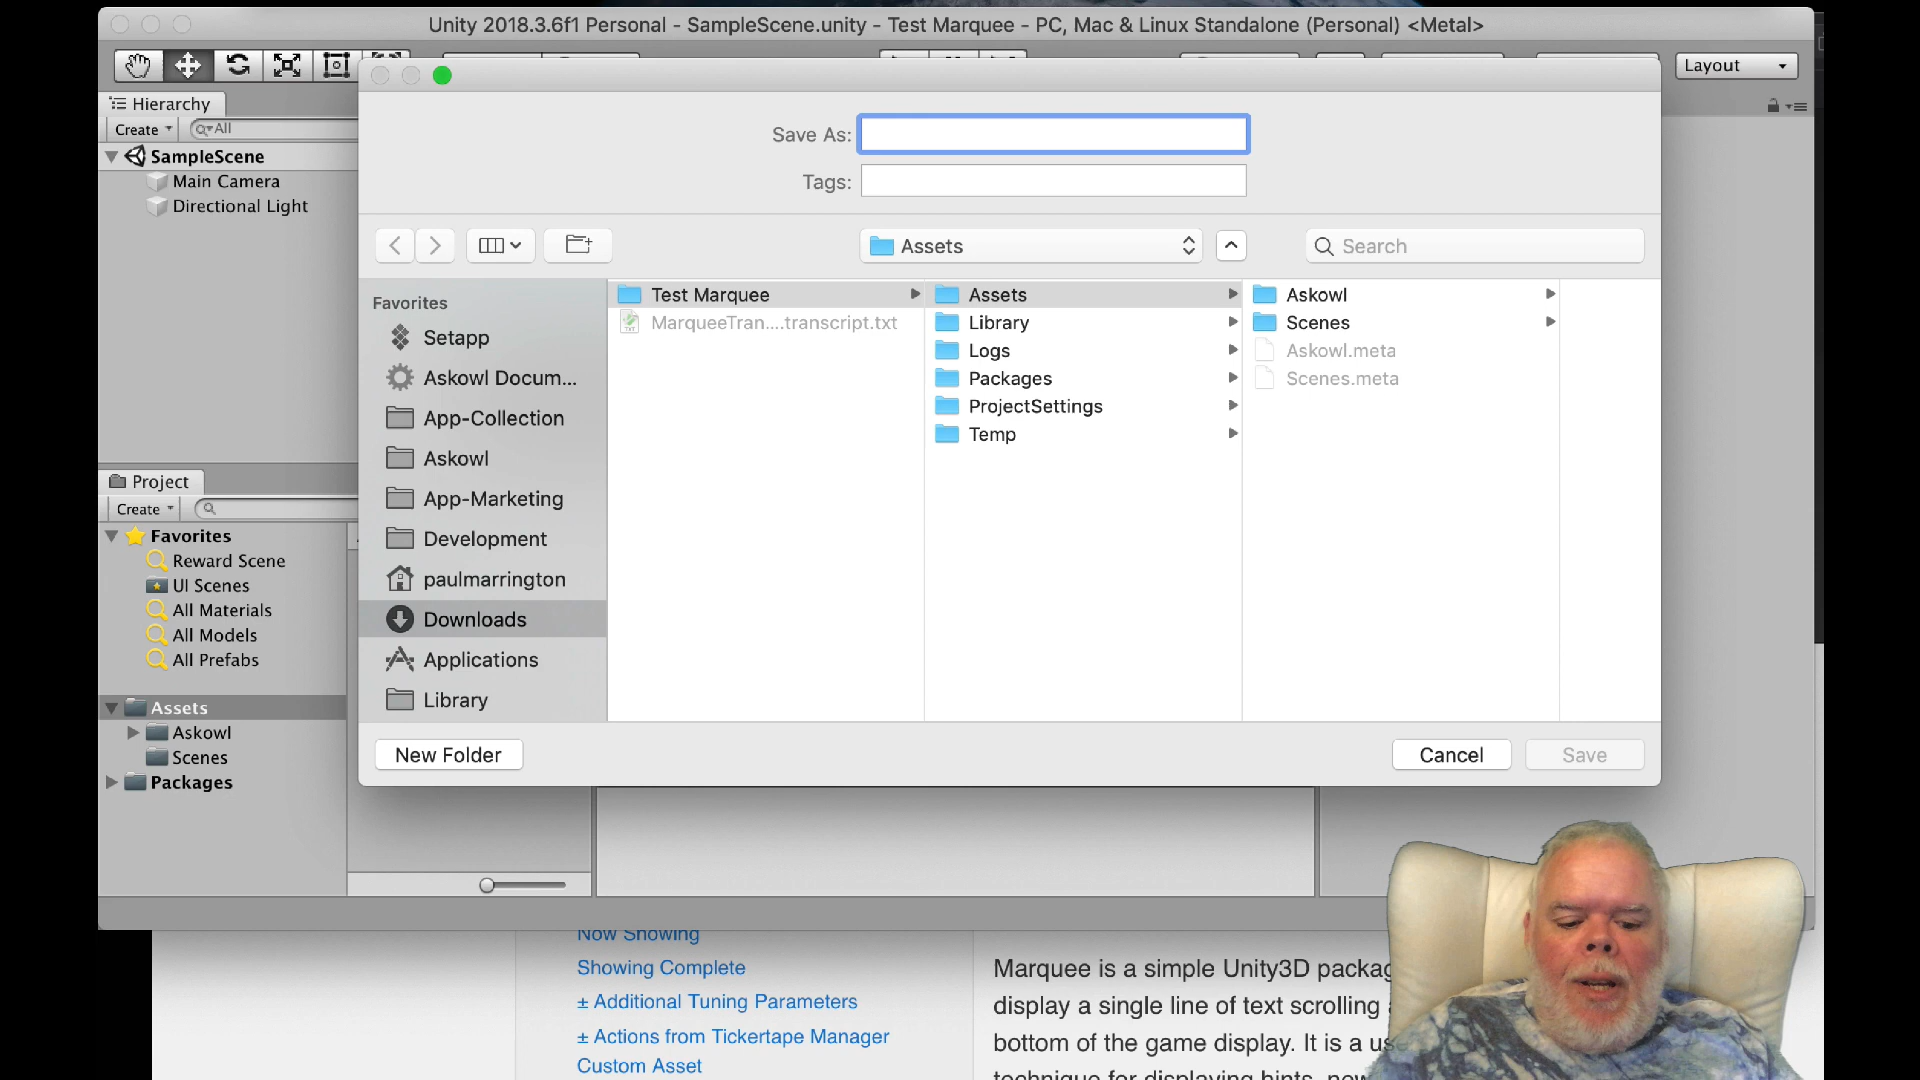 Unity 2018.3.6f1 Personal - SampleScene.unity - Test Marquee - PC, Mac & Linux Standalone (Personal) <Metal>
Layout
Hierarchy
Create
All
SampleScene
Main Camera
Directional Light
Project
Create
Favorites
Reward Scene
UI Scenes
All Materials
All Models
All Prefabs
Assets
Askowl
Scenes
Packages
Save As:
Tags:
Assets
Search
Favorites
Setapp
Askowl Docum...
App-Collection
Askowl
App-Marketing
Development
paulmarrington
Downloads
Applications
Library
Test Marquee
MarqueeTran....transcript.txt
Assets
Library
Logs
Packages
ProjectSettings
Temp
Askowl
Scenes
Askowl.meta
Scenes.meta
New Folder
Cancel
Save
Now Showing
Showing Complete
± Additional Tuning Parameters
± Actions from Tickertape Manager
Custom Asset
Marquee is a simple Unity3D
display a single line of text scrolling
bottom of the game display. It is a
technique for displaying hints,